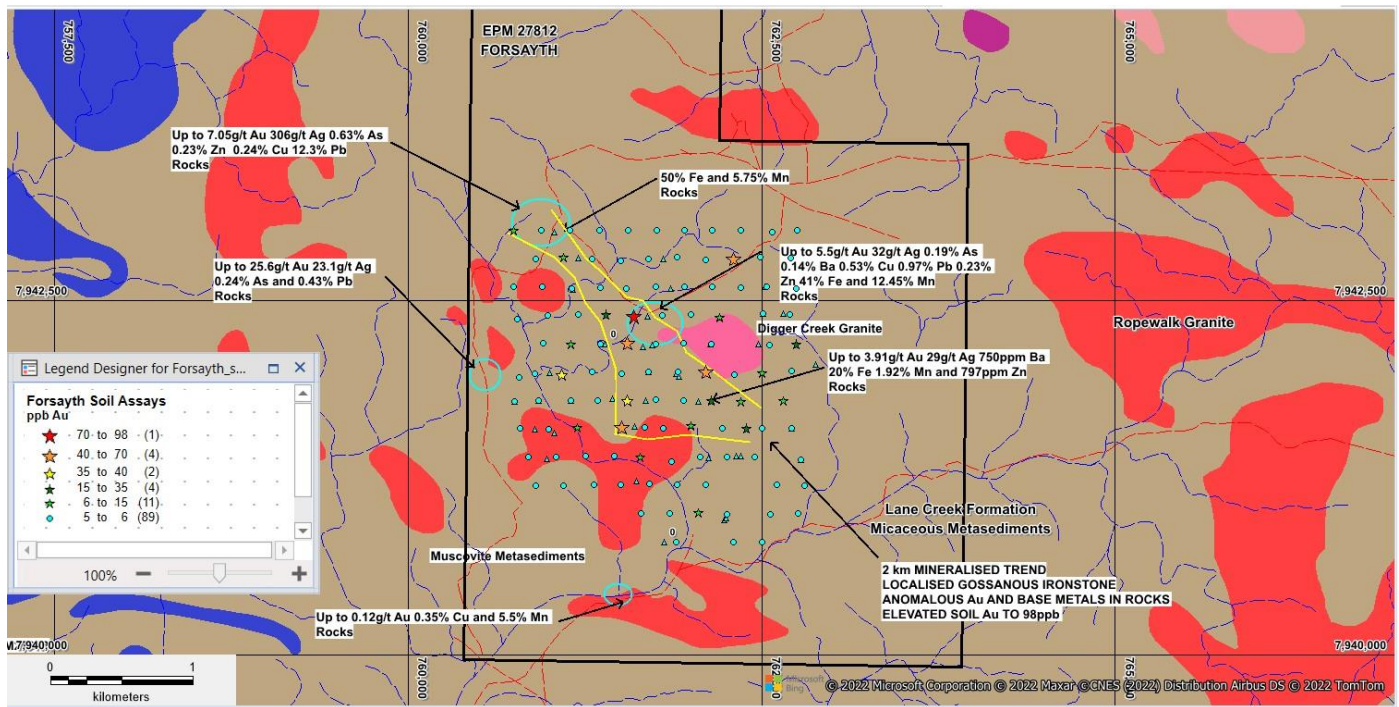 757,500
760,000
762,500
765,000
EPM 27812
FORSAYTH
Up to 7.05g/t Au 306g/t Ag 0.63% As
0.23% Zn 0.24% Cu 12.3% Pb
Rocks
50% Fe and 5.75% Mn
Rocks
Up to 5.5g/t Au 32g/t Ag 0.19% As
0.14% Ba 0.53% Cu 0.97% Pb 0.23%
Zn 41% Fe and 12.45% Mn
Rocks
Up to 25.6g/t Au 23.1g/t Ag
0.24% As and 0.43% Pb
Rocks
7,942,500
7,942,500
Ropewalk Granite
Digger Creek Granite
0
Up to 3.91g/t Au 29g/t Ag 750ppm Ba
20% Fe 1.92% Mn and 797ppm Zn
Rocks
Legend Designer for Forsayth_s...
Forsayth Soil Assays
ppb Au
70 to 98 (1)
40 to 70 (4)
35 to 40 (2)
15 to 35 (4)
6 to 15 (11)
5 to 6 (89)
100%
Lane Creek Formation
Micaceous Metasediments
0
Muscovite Metasediments
2 km MINERALISED TREND
LOCALISED GOSSANOUS IRONSTONE
ANOMALOUS Au AND BASE METALS IN ROCKS
ELEVATED SOIL Au TO 98ppb
Up to 0.12g/t Au 0.35% Cu and 5.5% Mn
Rocks
7,940,000
7,940,000
0 1
kilometers
760,000
Microsoft
Bing
© 2022 Microsoft Corporation © 2022 Maxar ©CNES (2022) Distribution Airbus DS © 2022 TomTom